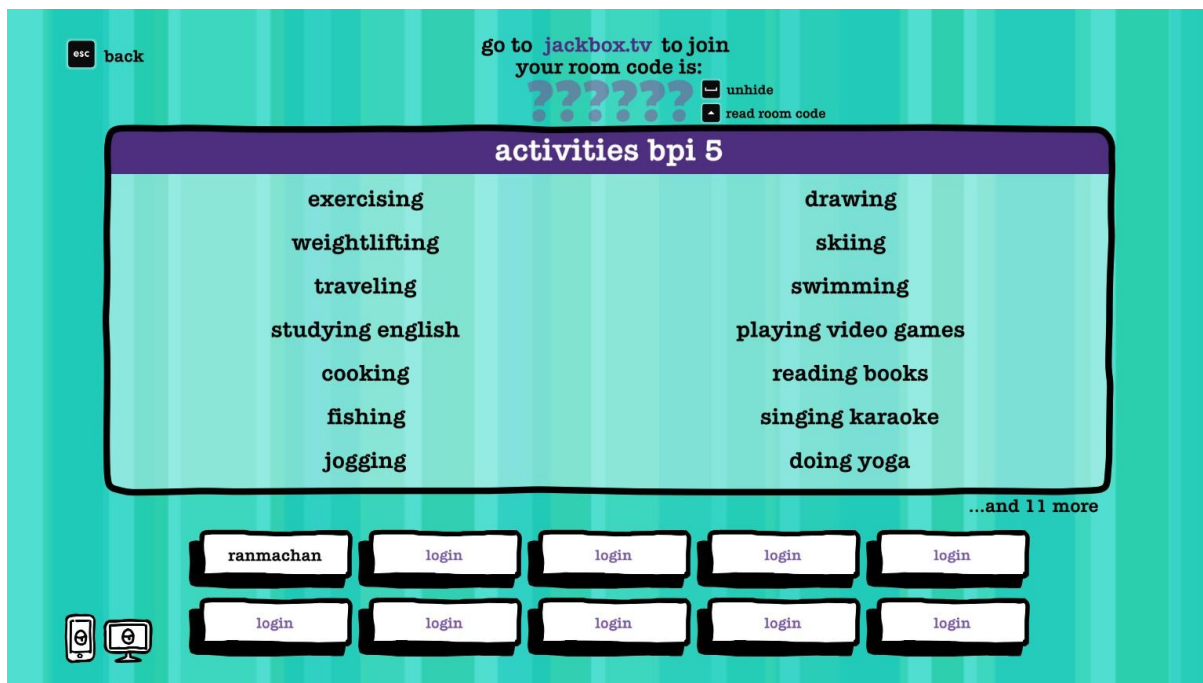 esc back
go to jackbox.tv to join
your room code is:
??????
unhide
read room code
activities bpi 5
exercising
weightlifting
traveling
studying english
cooking
fishing
jogging
drawing
skiing
swimming
playing video games
reading books
singing karaoke
doing yoga
...and 11 more
ranmachan login login login login
login login login login login